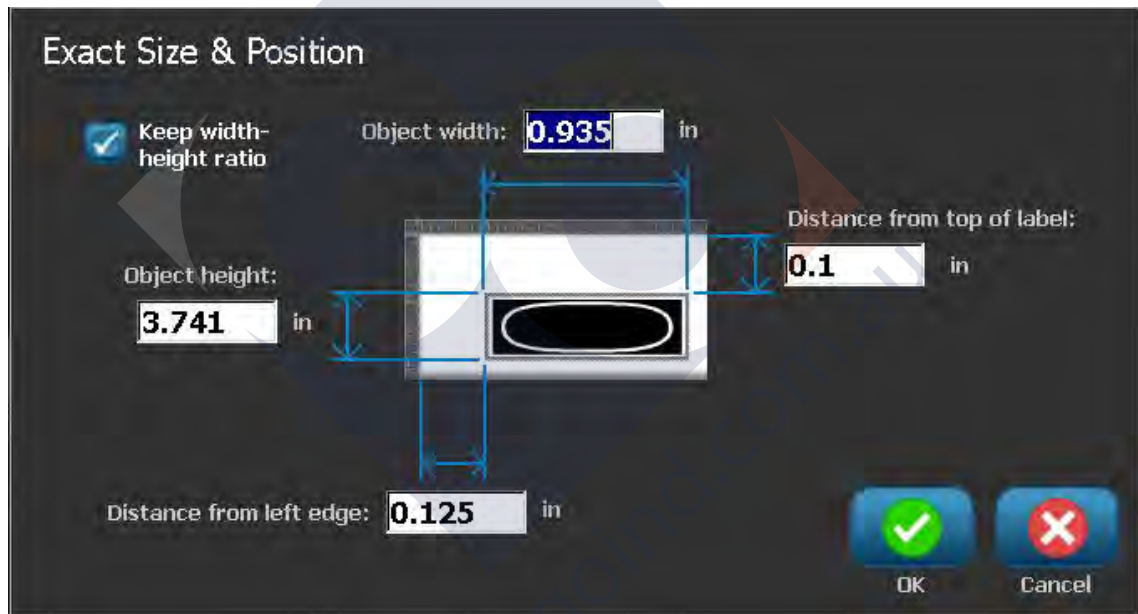 Exact Size & Position
Keep width-
height ratio
Object width: 0.935 in
Distance from top of label:
0.1 in
Object height:
3.741 in
Distance from left edge: 0.125 in
OK Cancel